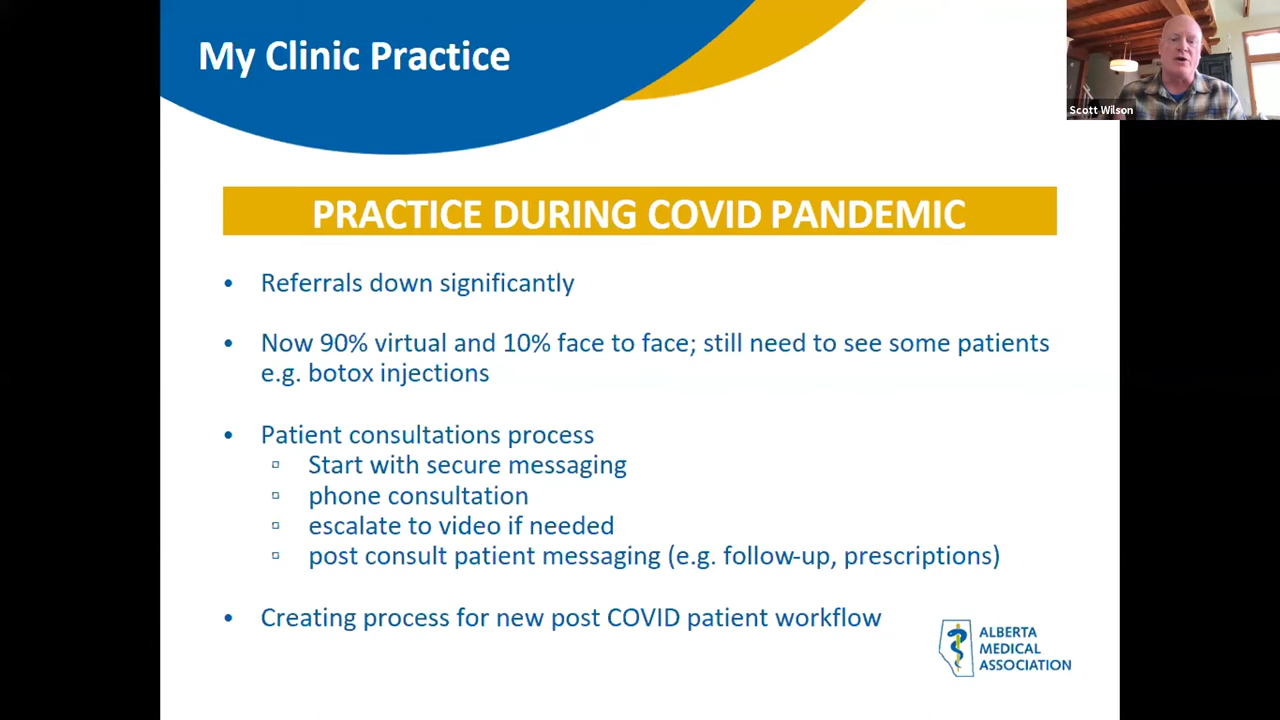 My Clinic Practice
Scott Wilson
PRACTICE DURING COVID PANDEMIC
• Referrals down significantly
• Now 90% virtual and 10% face to face; still need to see some patients
e.g. botox injections
• Patient consultations process
▫ Start with secure messaging
▫ phone consultation
▫ escalate to video if needed
▫ post consult patient messaging (e.g. follow-up, prescriptions)
• Creating process for new post COVID patient workflow
ALBERTA
MEDICAL
ASSOCIATION